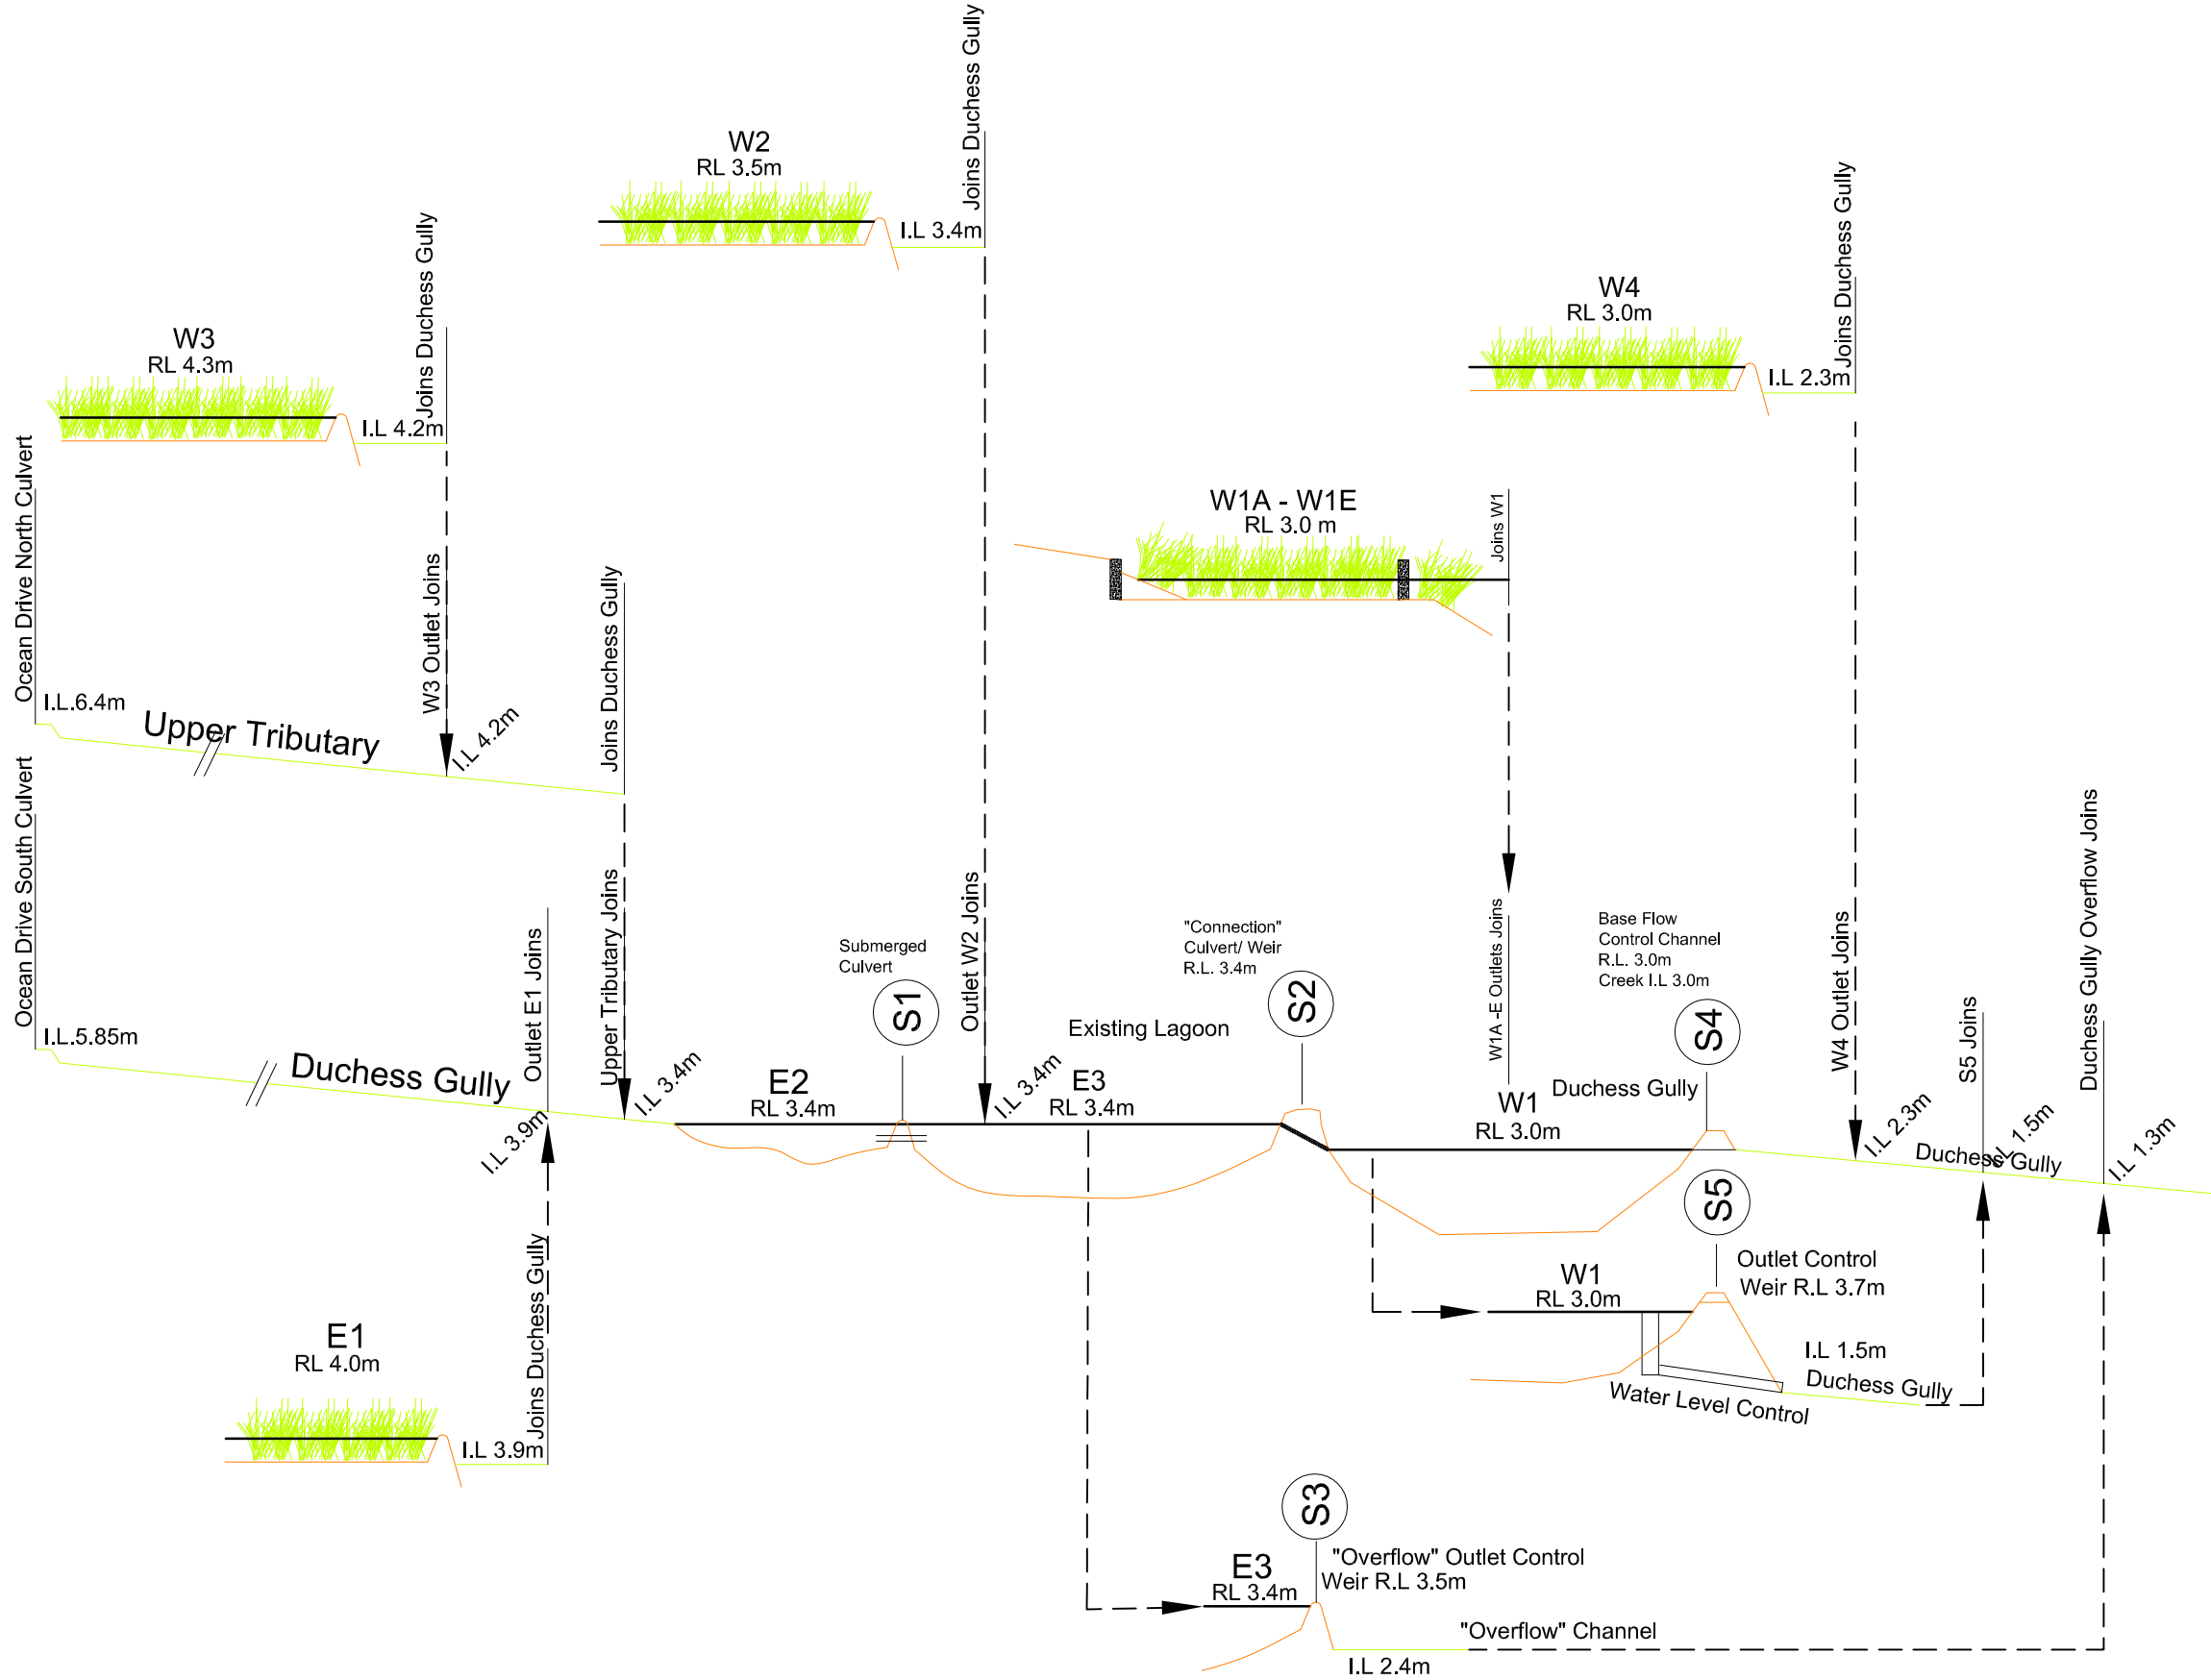 W2
RL 3.5m
Joins Duchess Gully
I.L 3.4m
W3
RL 4.3m
Joins Duchess Gully
I.L 4.2m
W4
RL 3.0m
Joins Duchess Gully
I.L 2.3m
W1A - W1E
RL 3.0 m
Joins W1
Ocean Drive North Culvert
I.L.6.4m
Upper Tributary
W3 Outlet Joins
I.L 4.2m
Joins Duchess Gully
Ocean Drive South Culvert
I.L.5.85m
Duchess Gully
Outlet E1 Joins
I.L 3.9m
Upper Tributary Joins
I.L 3.4m
E2
RL 3.4m
Submerged
Culvert
S1
Outlet W2 Joins
I.L 3.4m
Existing Lagoon
E3
RL 3.4m
"Connection"
Culvert/ Weir
R.L. 3.4m
S2
W1A -E Outlets Joins
W1
RL 3.0m
Duchess Gully
Base Flow
Control Channel
R.L. 3.0m
Creek I.L 3.0m
S4
W4 Outlet Joins
I.L 2.3m
Duchess Gully
S5 Joins
I.L 1.5m
Duchess Gully Overflow Joins
I.L 1.3m
S5
Outlet Control
Weir R.L 3.7m
W1
RL 3.0m
I.L 1.5m
Duchess Gully
Water Level Control
E1
RL 4.0m
Joins Duchess Gully
I.L 3.9m
S3
"Overflow" Outlet Control
Weir R.L 3.5m
E3
RL 3.4m
"Overflow" Channel
I.L 2.4m